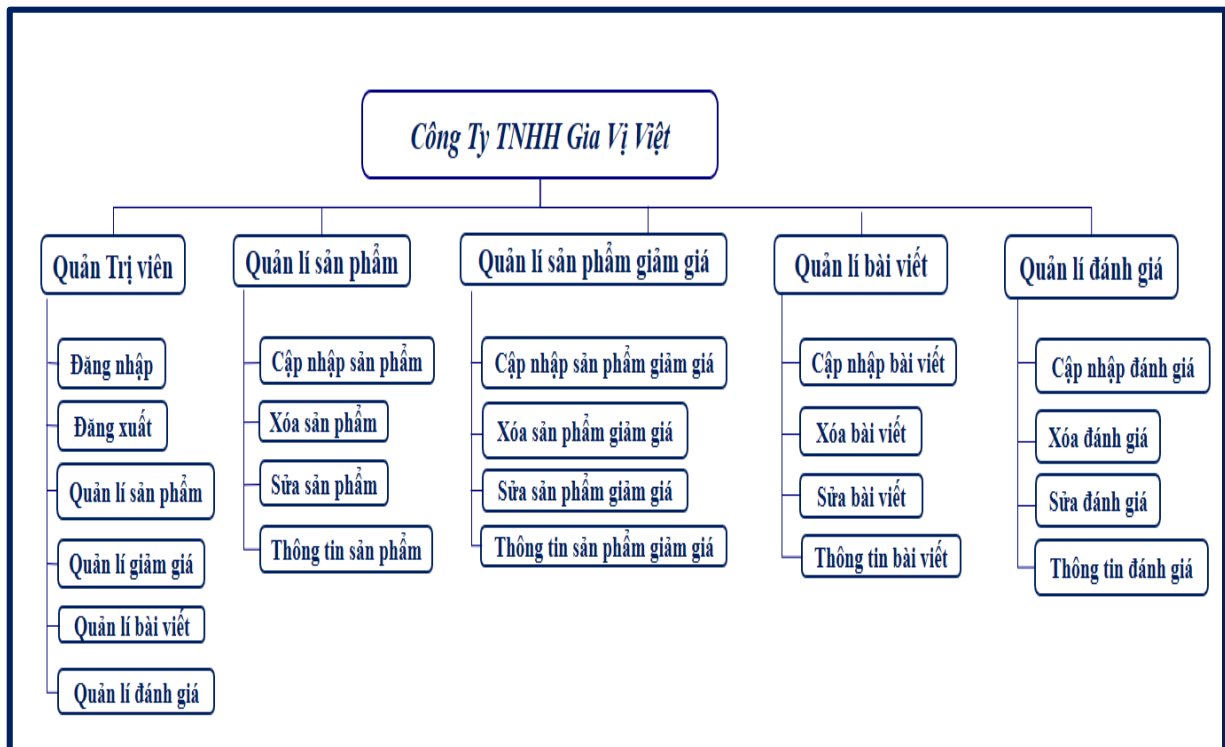 Công Ty TNHH Gia Vị Việt
Quản Trị viên
Đăng nhập
Đăng xuất
Quản lí sản phẩm
Quản lí giảm giá
Quản lí bài viết
Quản lí đánh giá
Quản lí sản phẩm
Cập nhập sản phẩm
Xóa sản phẩm
Sửa sản phẩm
Thông tin sản phẩm
Quản lí sản phẩm giảm giá
Cập nhập sản phẩm giảm giá
Xóa sản phẩm giảm giá
Sửa sản phẩm giảm giá
Thông tin sản phẩm giảm giá
Quản lí bài viết
Cập nhập bài viết
Xóa bài viết
Sửa bài viết
Thông tin bài viết
Quản lí đánh giá
Cập nhập đánh giá
Xóa đánh giá
Sửa đánh giá
Thông tin đánh giá